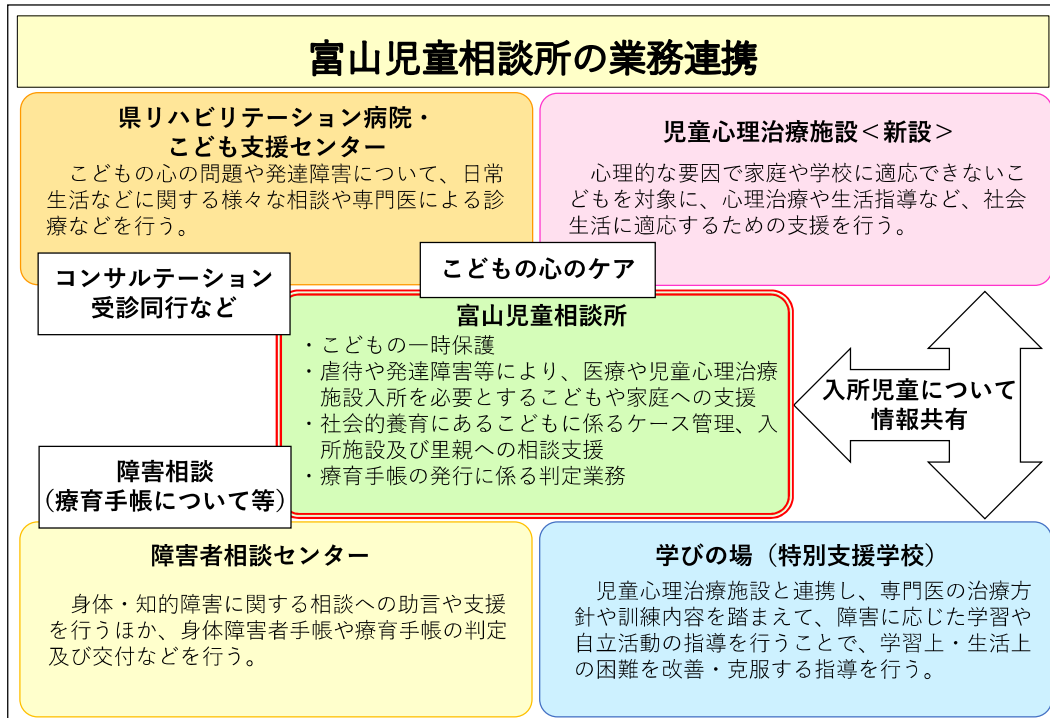 富山児童相談所の業務連携
県リハビリテーション病院・
こども支援センター
こどもの心の問題や発達障害について、日常
生活などに関する様々な相談や専門医による診
療などを行う。
児童心理治療施設＜新設＞
心理的な要因で家庭や学校に適応できないこ
どもを対象に、心理治療や生活指導など、社会
生活に適応するための支援を行う。
コンサルテーション
受診同行など
こどもの心のケア
富山児童相談所
・こどもの一時保護
・虐待や発達障害等により、医療や児童心理治療
施設入所を必要とするこどもや家庭への支援
・社会的養育にあるこどもに係るケース管理、入
所施設及び里親への相談支援
・療育手帳の発行に係る判定業務
入所児童について
情報共有
障害相談
（療育手帳について等）
障害者相談センター
身体・知的障害に関する相談への助言や支援
を行うほか、身体障害者手帳や療育手帳の判定
及び交付などを行う。
学びの場（特別支援学校）
児童心理治療施設と連携し、専門医の治療方
針や訓練内容を踏まえて、障害に応じた学習や
自立活動の指導を行うことで、学習上・生活上
の困難を改善・克服する指導を行う。